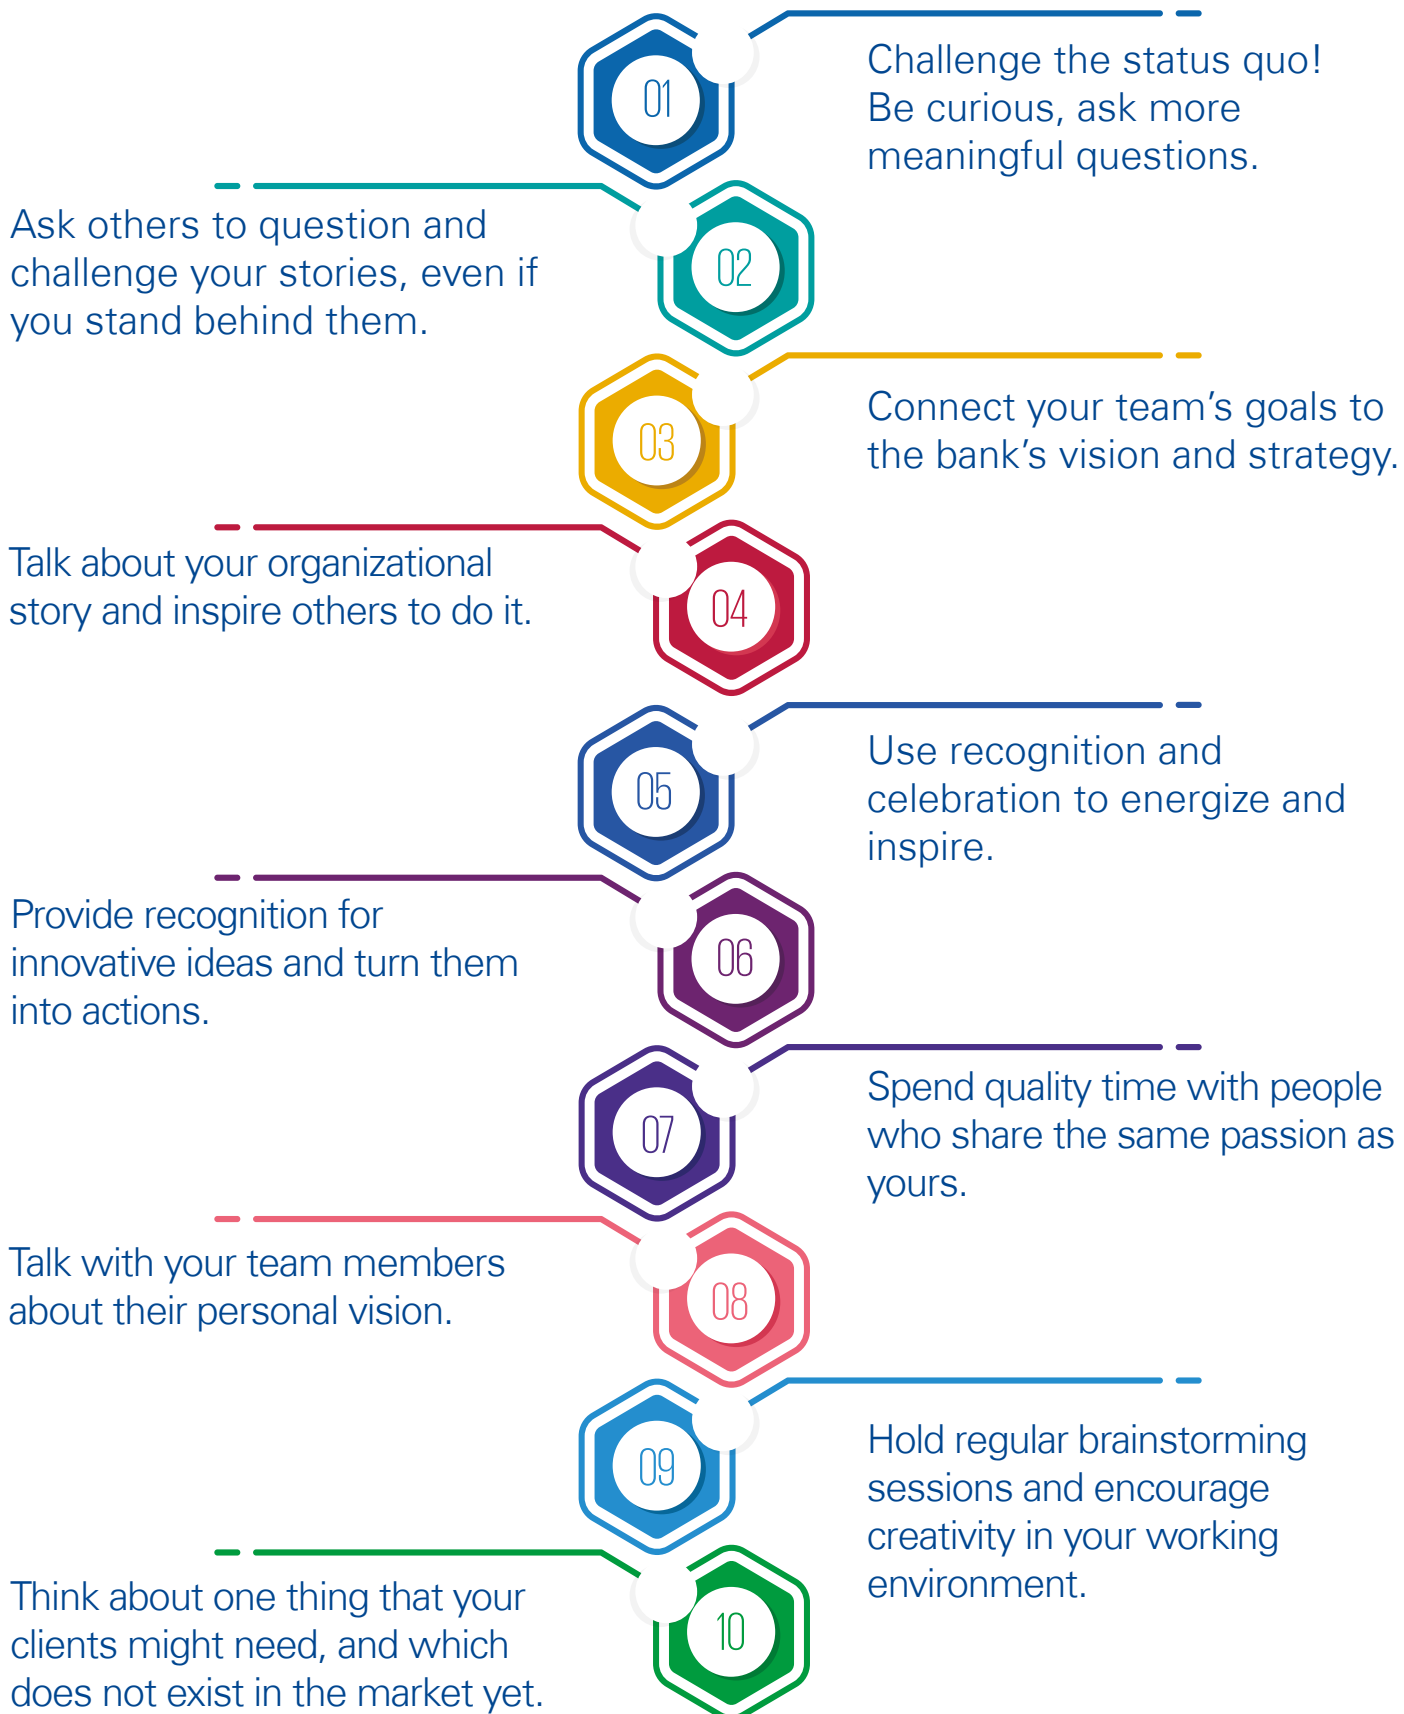 01
Challenge the status quo!
Be curious, ask more
meaningful questions.
Ask others to question and
challenge your stories, even if
you stand behind them.
02
03
Connect your team’s goals to
the bank’s vision and strategy.
Talk about your organizational
story and inspire others to do it.
04
05
Use recognition and
celebration to energize and
inspire.
Provide recognition for
innovative ideas and turn them
into actions.
06
07
Spend quality time with people
who share the same passion as
yours.
Talk with your team members
about their personal vision.
08
09
Hold regular brainstorming
sessions and encourage
creativity in your working
environment.
Think about one thing that your
clients might need, and which
does not exist in the market yet.
10